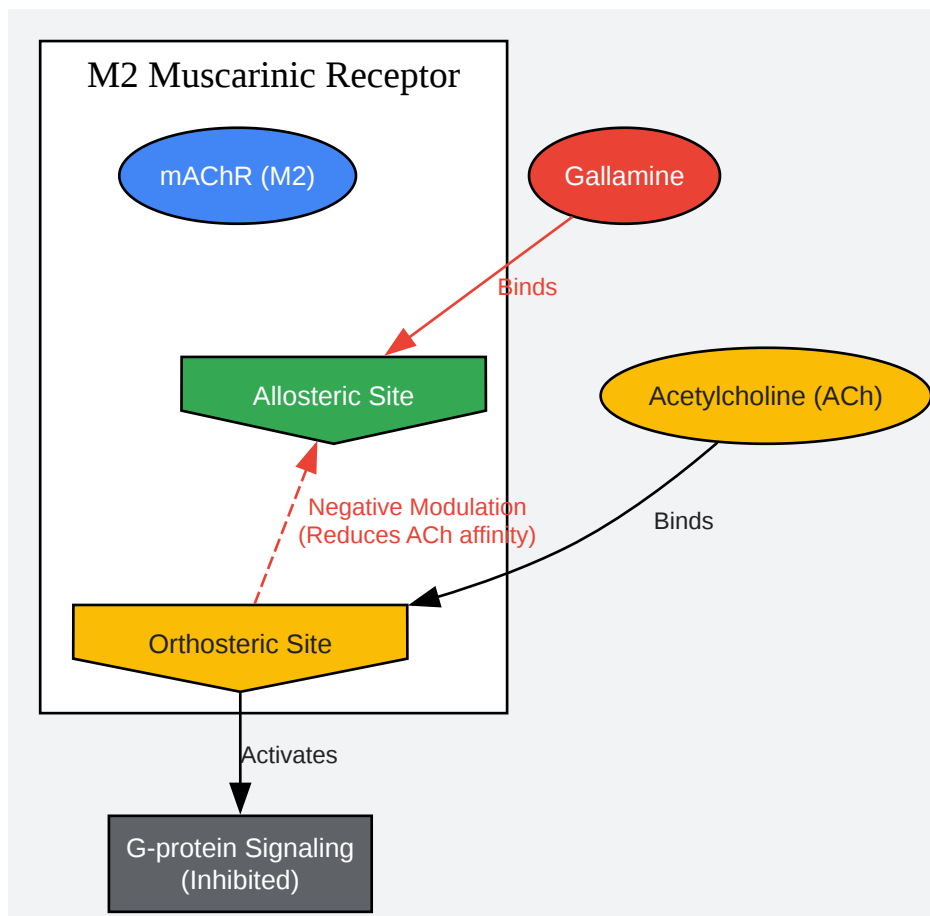 M2 Muscarinic Receptor
mAChR (M2)
Gallamine
Binds
Allosteric Site
Acetylcholine (ACh)
Negative Modulation
(Reduces ACh affinity)
Binds
Orthosteric Site
Activates
G-protein Signaling
(Inhibited)